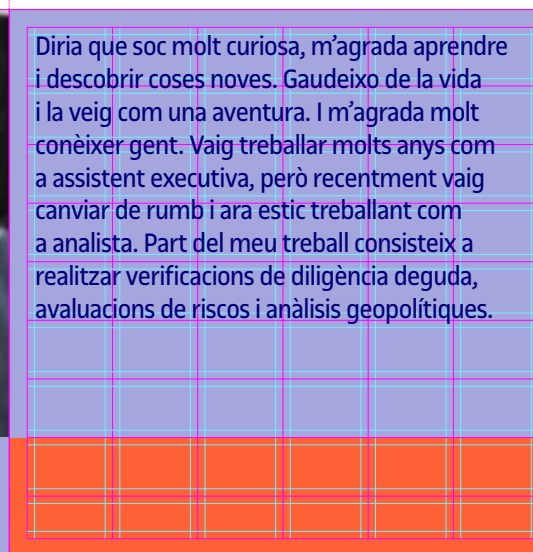 Diria que soc molt curiosa, m’agrada aprendre
i descobrir coses noves. Gaudeixo de la vida
i la veig com una aventura. I m’agrada molt
conèixer gent. Vaig treballar molts anys com
a assistent executiva, però recentment vaig
canviar de rumb i ara estic treballant com
a analista. Part del meu treball consisteix a
realitzar verificacions de diligència deguda,
avaluacions de riscos i anàlisis geopolítiques.